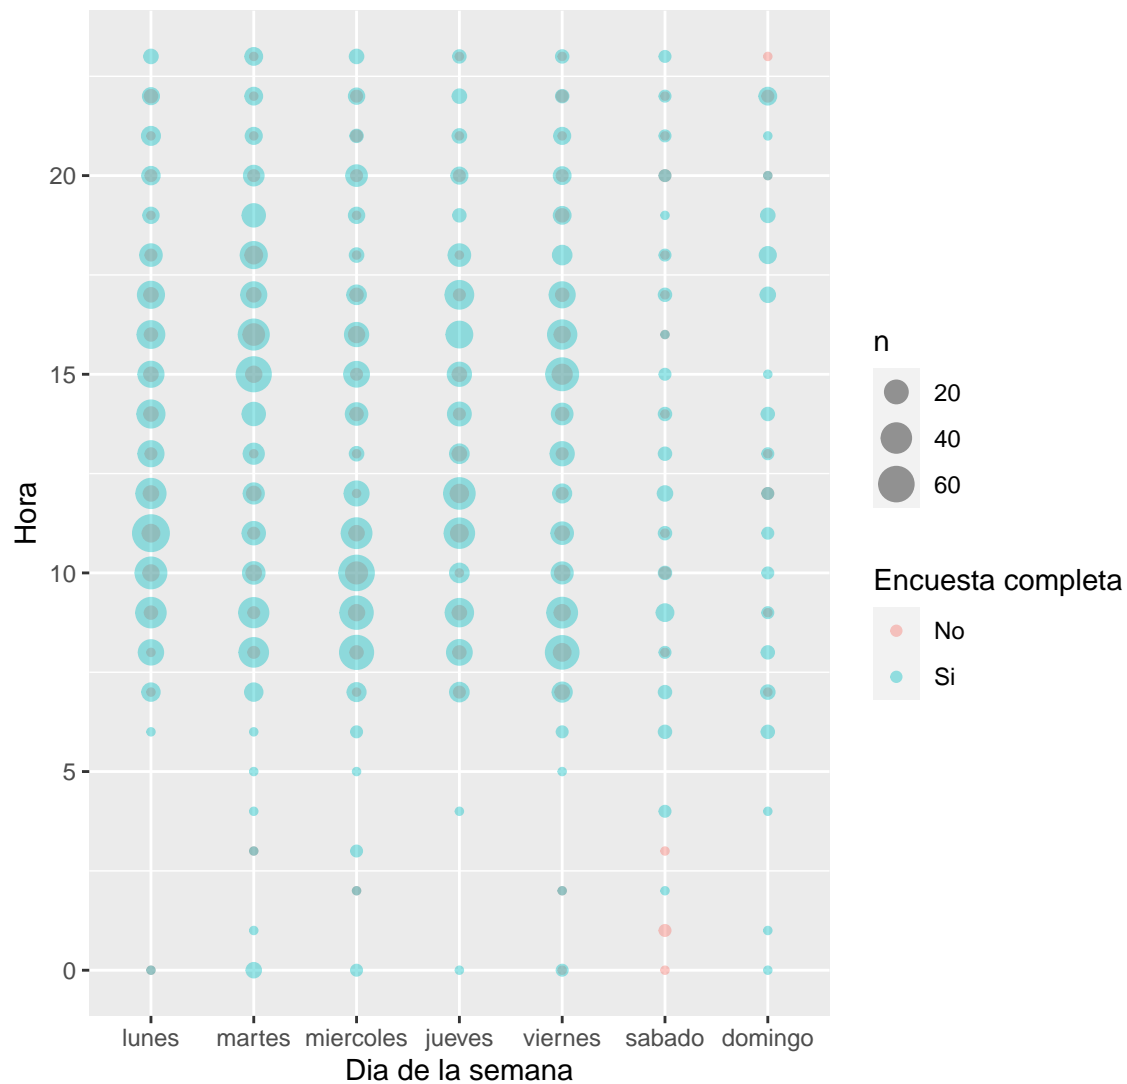 20
15
10
5
0
Hora
lunes martes miercoles jueves viernes sabado domingo
Dia de la semana
n
20
40
60
Encuesta completa
No
Si